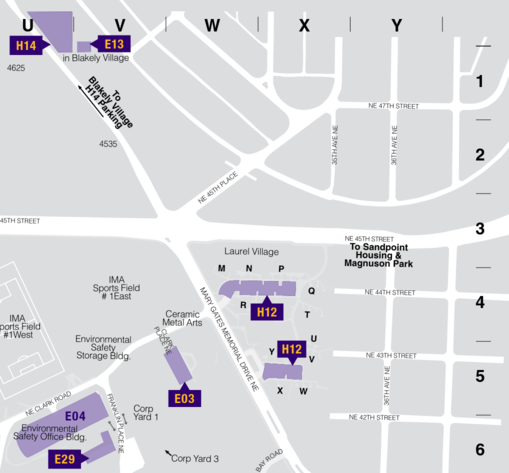 U V W X Y
H14
E13
in Blakely Village
4625
To
Blakely Village
H14 Parking
1
NE 47TH STREET
4535
35TH AVE NE
36TH AVE NE
2
NE 45TH PLACE
45TH STREET
3
NE 45TH STREET
To Sandpoint
Housing &
Magnuson Park
Laurel Village
M N P
IMA
Sports Field
# 1East
Q
NE 44TH STREET
4
R
H12
T
MARY GATES MEMORIAL DRIVE NE
IMA
ports Field
#1West
Ceramic
Metal Arts
CLARK
PLACE NE
Environmental
Safety
Storage Bldg.
U
H12
Y
V
NE 43RD STREET
5
X W
E03
NE CLARK ROAD
FRANKLIN PLACE NE
Corp
Yard 1
36TH AVE NE
E04
Environmental
Safety Office Bldg.
NE 42ND STREET
6
E29
Corp Yard 3
BAY ROAD